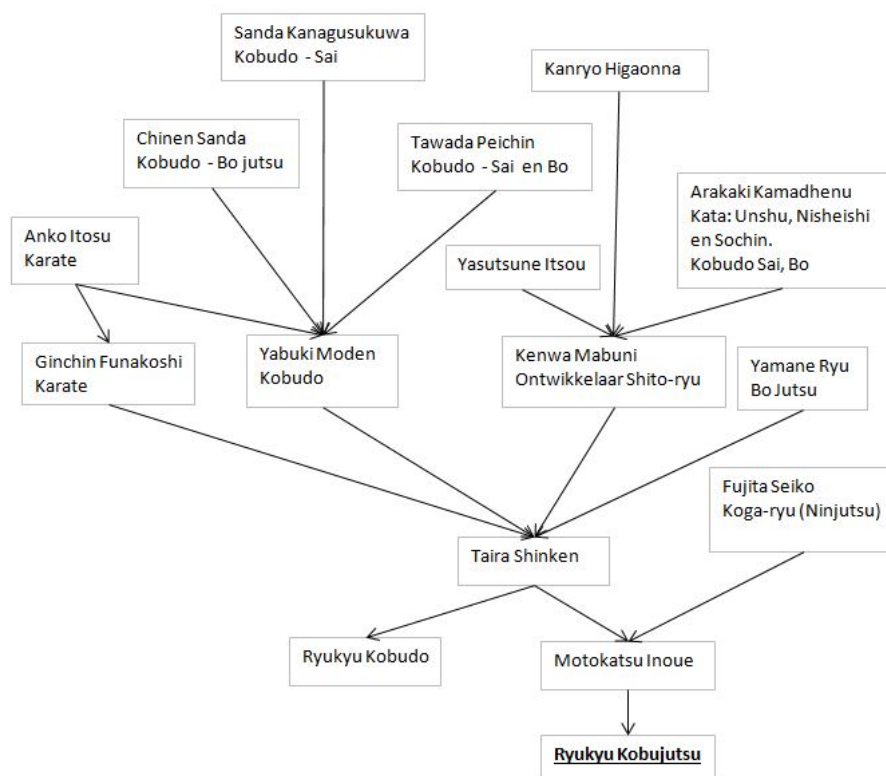 Sanda Kanagusukuwa
Kobudo - Sai
Kanryo Higaonna
Chinen Sanda
Kobudo - Bo jutsu
Tawada Peichin
Kobudo - Sai en Bo
Arakaki Kamadhenu
Kata: Unshu, Nisheishi
en Sochin.
Kobudo Sai, Bo
Anko Itosu
Karate
Yasutsune Itsou
Ginchin Funakoshi
Karate
Yabuki Moden
Kobudo
Kenwa Mabuni
Ontwikkelaar Shito-ryu
Yamane Ryu
Bo Jutsu
Fujita Seiko
Koga-ryu (Ninjutsu)
Taira Shinken
Ryukyu Kobudo
Motokatsu Inoue
Ryukyu Kobujutsu